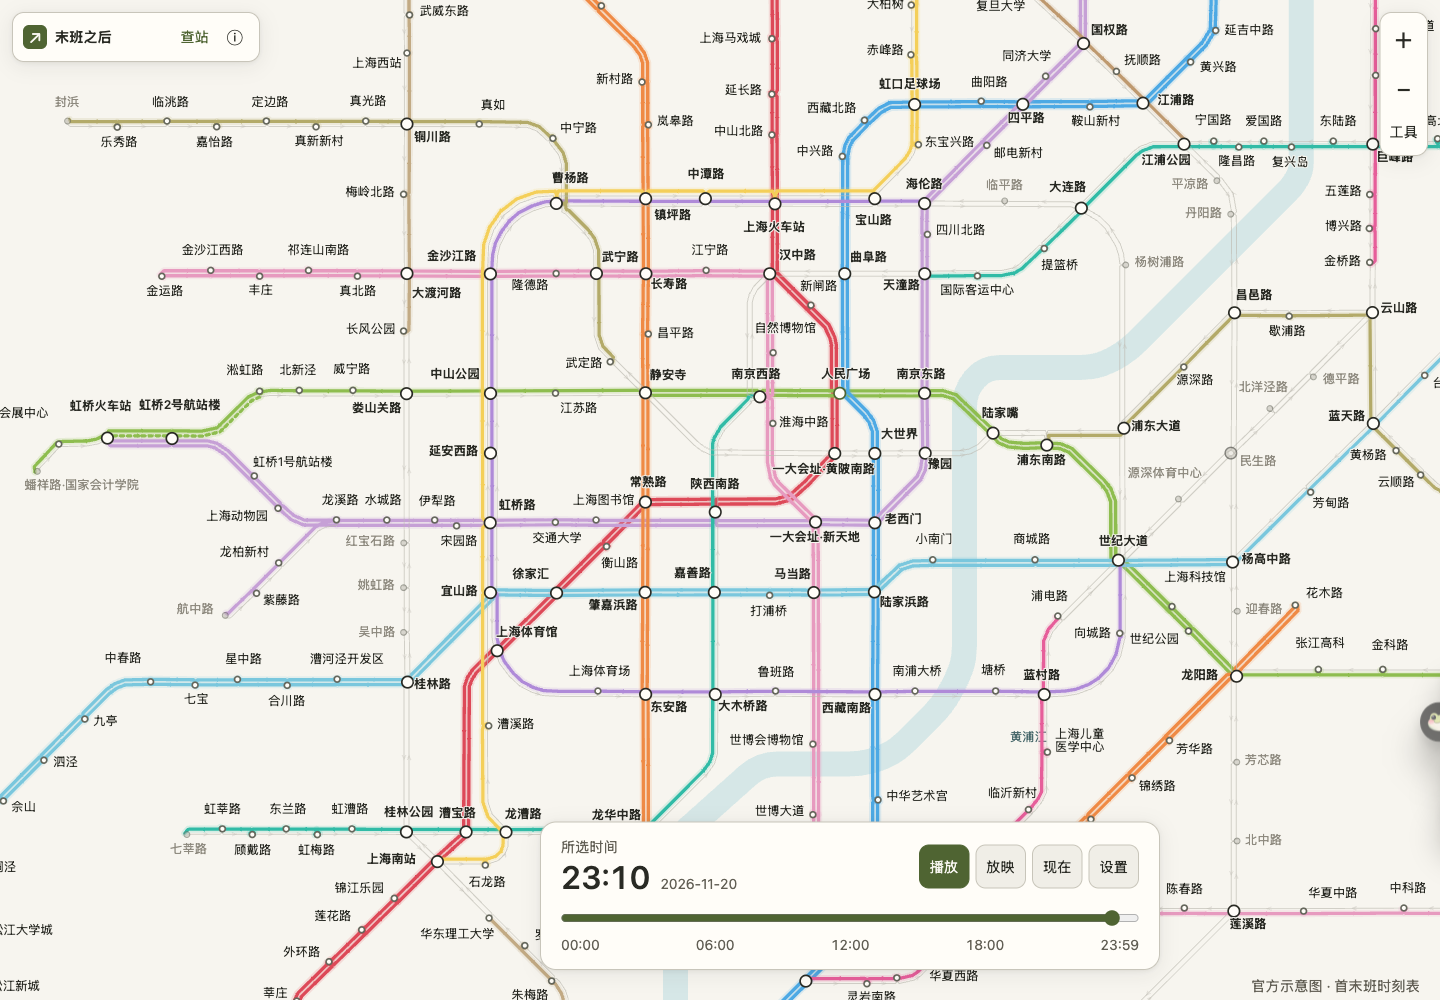 末班之后
查站
武威东路
上海西站
封浜
临洮路
定边路
真光路
真如
乐秀路
嘉怡路
真新新村
铜川路
中宁路
曹杨路
梅岭北路
金沙江西路
祁连山南路
金沙江路
金运路
丰庄
真北路
大渡河路
隆德路
武宁路
长风公园
武定路
新村路
岚皋路
上海马戏城
延长路
中山北路
中潭路
镇坪路
上海火车站
江宁路
长寿路
汉中路
新闸路
昌平路
自然博物馆
大柏树
赤峰路
虹口足球场
西藏北路
中兴路
东宝兴路
宝山路
海伦路
曲阜路
四川北路
天潼路
国际客运中心
提篮桥
复旦大学
国权路
同济大学
曲阳路
四平路
邮电新村
抚顺路
延吉中路
黄兴路
江浦路
鞍山新村
临平路
大连路
江浦公园
宁国路
爱国路
东陆路
隆昌路
复兴岛
巨峰路
平凉路
丹阳路
杨树浦路
五莲路
博兴路
金桥路
工具
昌邑路
云山路
歇浦路
源深路
北洋泾路
德平路
蓝天路
浦东大道
黄杨路
云顺路
民生路
源深体育中心
芳甸路
会展中心
虹桥火车站
虹桥2号航站楼
淞虹路
北新泾
威宁路
中山公园
娄山关路
江苏路
静安寺
南京西路
人民广场
南京东路
陆家嘴
浦东南路
蟠祥路·国家会计学院
虹桥1号航站楼
延安西路
淮海中路
大世界
一大会址·黄陂南路
豫园
上海动物园
龙溪路
水城路
伊犁路
虹桥路
上海图书馆
常熟路
陕西南路
龙柏新村
红宝石路
宋园路
交通大学
一大会址·新天地
老西门
小南门
商城路
世纪大道
杨高中路
上海科技馆
姚虹路
紫藤路
航中路
吴中路
宜山路
徐家汇
衡山路
肇嘉浜路
嘉善路
打浦桥
马当路
陆家浜路
浦电路
向城路
世纪公园
迎春路
花木路
张江高科
金科路
中春路
星中路
漕河泾开发区
七宝
合川路
桂林路
上海体育馆
上海体育场
东安路
大木桥路
鲁班路
西藏南路
南浦大桥
塘桥
蓝村路
龙阳路
九亭
泗泾
佘山
漕溪路
世博会博物馆
黄浦江
上海儿童
医学中心
芳华路
芳芯路
锦绣路
虹莘路
东兰路
虹漕路
桂林公园
漕宝路
龙漕路
龙华中路
世博大道
中华艺术宫
临沂新村
七莘路
顾戴路
虹梅路
上海南站
石龙路
北中路
锦江乐园
莲花路
外环路
莘庄
华东理工大学
朱梅路
松江大学城
松江新城
陈春路
华夏中路
中科路
莲溪路
华夏西路
灵岩南路
所选时间
23:10
2026-11-20
播放
放映
现在
设置
00:00
06:00
12:00
18:00
23:59
官方示意图 · 首末班时刻表